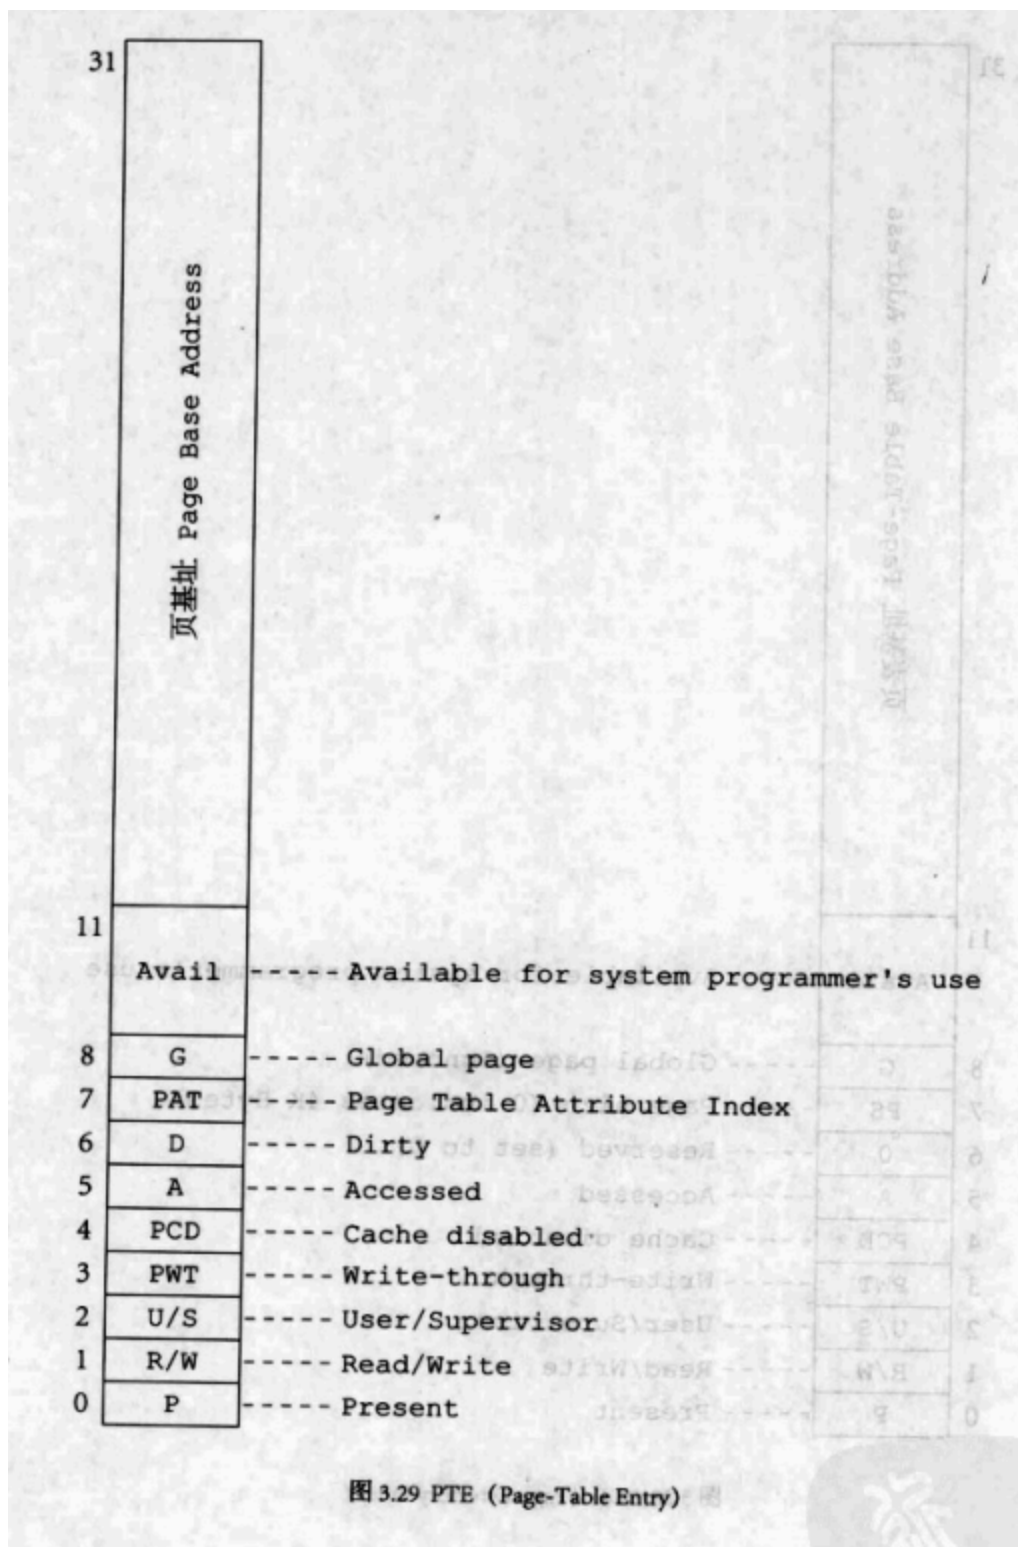 31
页基址 Page Base Address
11
Avail ----- Available for system programmer's use
8 G ----- Global page
7 PAT ----- Page Table Attribute Index
6 D ----- Dirty
5 A ----- Accessed
4 PCD ----- Cache disabled
3 PWT ----- Write-through
2 U/S ----- User/Supervisor
1 R/W ----- Read/Write
0 P ----- Present
图 3.29 PTE (Page-Table Entry)